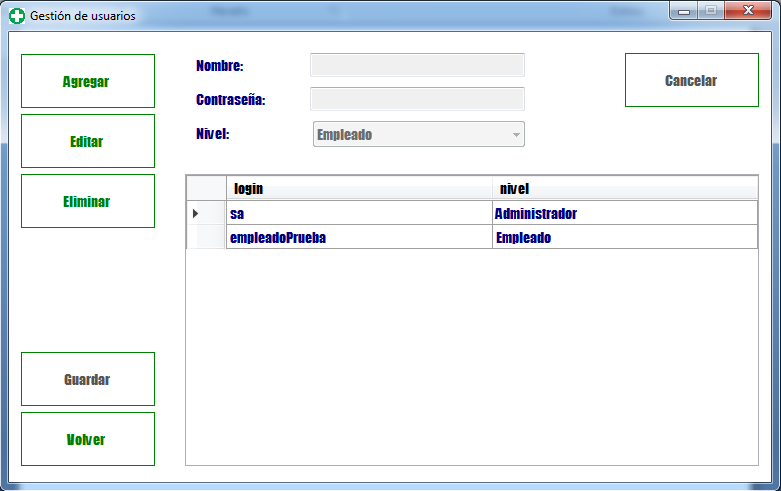 Gestión de usuarios
Agregar
Editar
Eliminar
Guardar
Volver
Nombre:
Contraseña:
Nivel: Empleado
Cancelar
login nivel
sa Administrador
empleadoPrueba Empleado